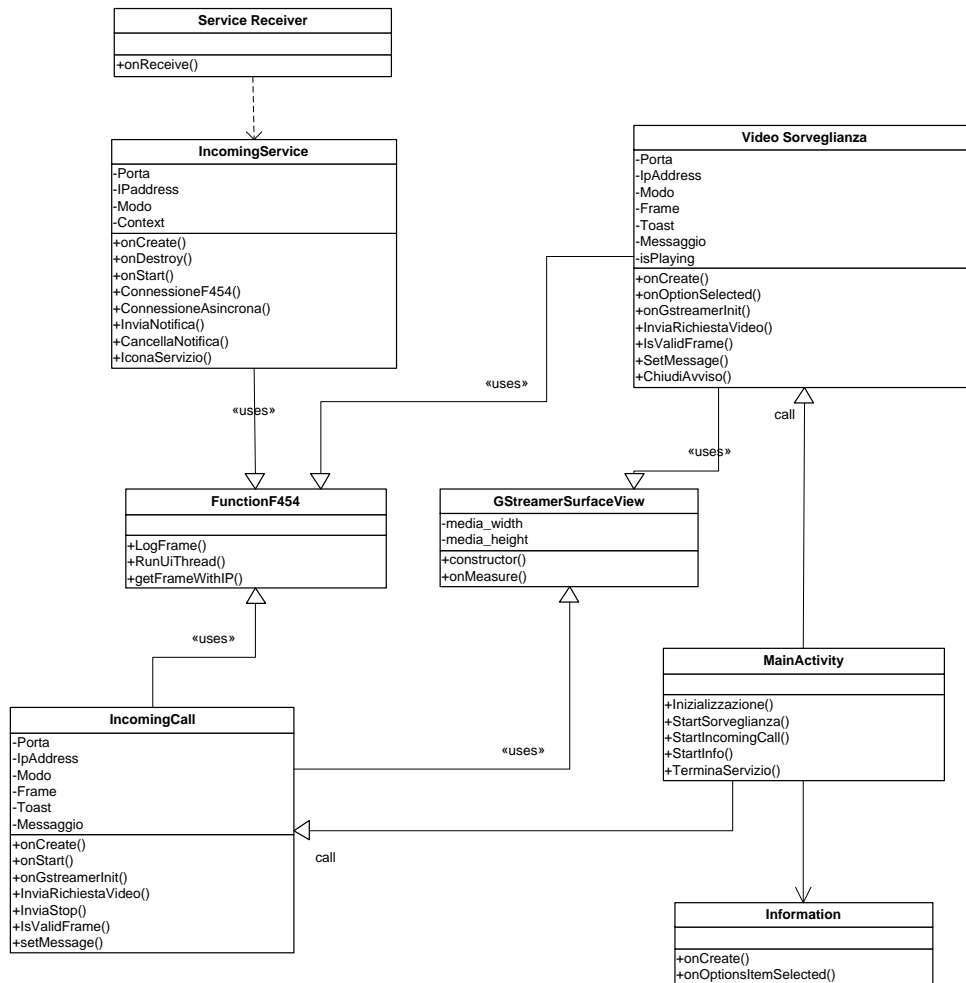 Service Receiver
+onReceive()
IncomingService
-Porta
-IPaddress
-Modo
-Context
+onCreate()
+onDestroy()
+onStart()
+ConnessioneF454()
+ConnessioneAsincrona()
+InviaNotifica()
+CancellaNotifica()
+IconaServizio()
Video Sorveglianza
-Porta
-IpAddress
-Modo
-Frame
-Toast
-Messaggio
-isPlaying
+onCreate()
+onOptionSelected()
+onGstreamerInit()
+InviaRichiestaVideo()
+IsValidFrame()
+SetMessage()
+ChiudiAvviso()
«uses»
«uses»
call
«uses»
FunctionF454
+LogFrame()
+RunUiThread()
+getFrameWithIP()
GStreamerSurfaceView
-media_width
-media_height
+constructor()
+onMeasure()
«uses»
MainActivity
+Inizializzazione()
+StartSorveglianza()
+StartIncomingCall()
+StartInfo()
+TerminaServizio()
IncomingCall
-Porta
-IpAddress
-Modo
-Frame
-Toast
-Messaggio
+onCreate()
+onStart()
+onGstreamerInit()
+InviaRichiestaVideo()
+InviaStop()
+IsValidFrame()
+setMessage()
«uses»
call
Information
+onCreate()
+onOptionsItemSelected()